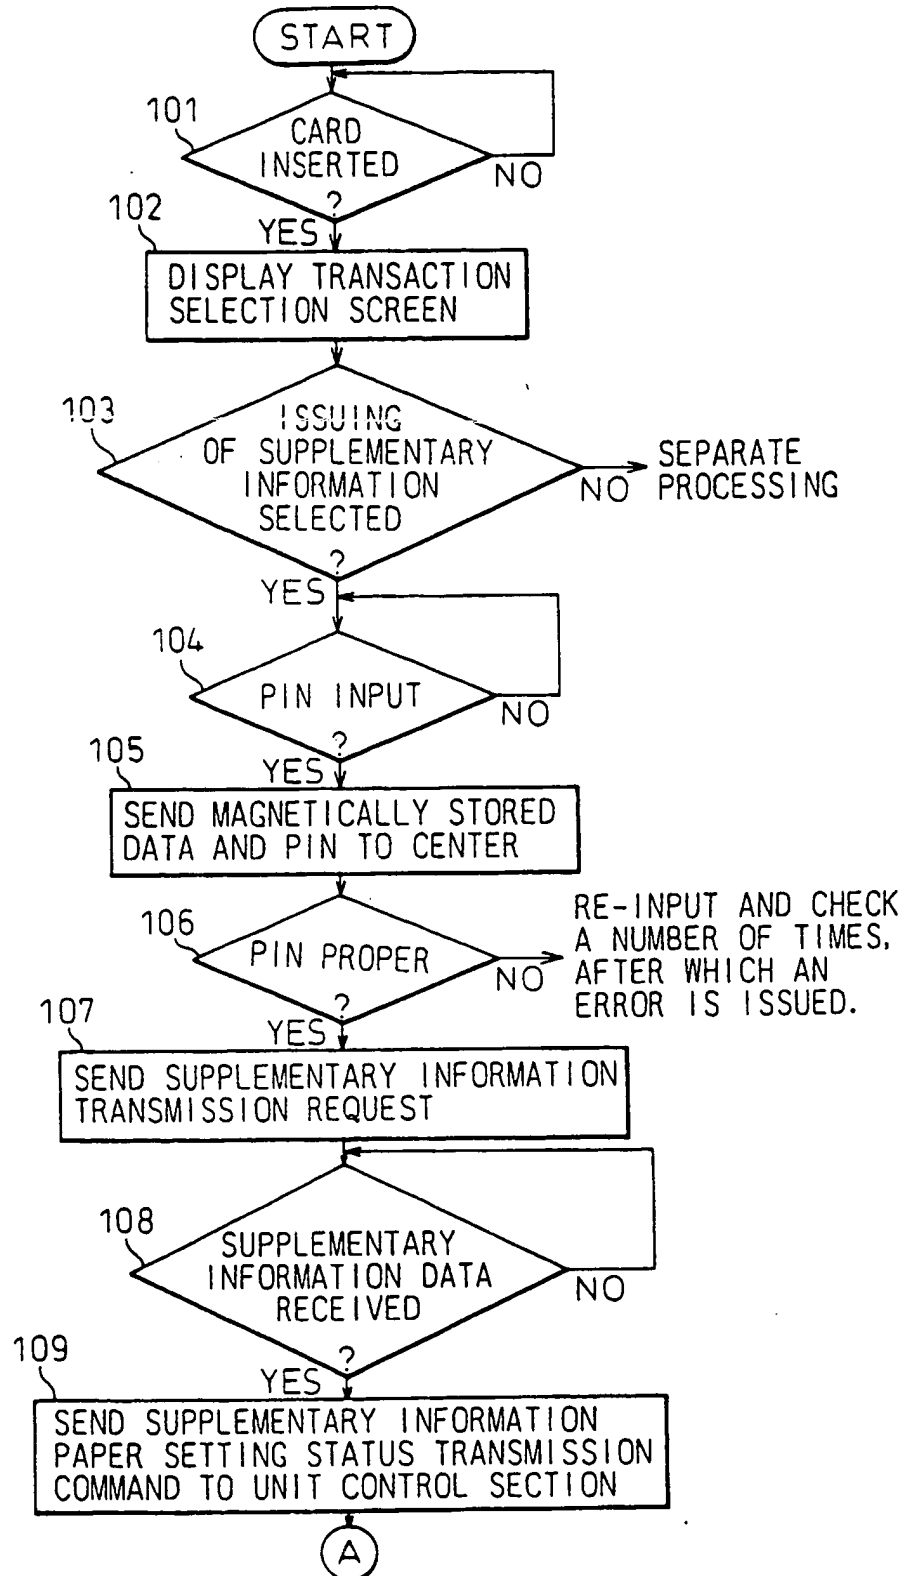 START
101
CARD
INSERTED
?
NO
YES
102
DISPLAY TRANSACTION
SELECTION SCREEN
103
ISSUING
OF SUPPLEMENTARY
INFORMATION
SELECTED
?
NO
SEPARATE
PROCESSING
YES
104
PIN INPUT
?
NO
YES
105
SEND MAGNETICALLY STORED
DATA AND PIN TO CENTER
106
PIN PROPER
?
NO
RE-INPUT AND CHECK
A NUMBER OF TIMES,
AFTER WHICH AN
ERROR IS ISSUED.
YES
107
SEND SUPPLEMENTARY INFORMATION
TRANSMISSION REQUEST
108
SUPPLEMENTARY
INFORMATION DATA
RECEIVED
?
NO
YES
109
SEND SUPPLEMENTARY INFORMATION
PAPER SETTING STATUS TRANSMISSION
COMMAND TO UNIT CONTROL SECTION
A